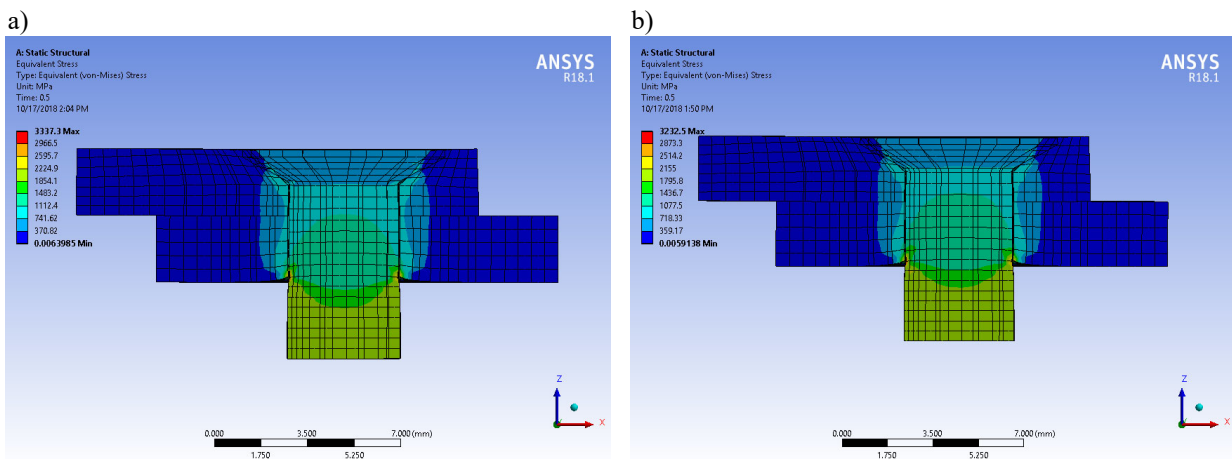 a)
A: Static Structural
Equivalent Stress
Type: Equivalent (von-Mises) Stress
Unit: MPa
Time: 0.5
10/17/2018 2:04 PM
3337.3 Max
2966.5
2595.7
2224.9
1854.1
1483.2
1112.4
741.62
370.82
0.0063985 Min
ANSYS
R18.1
Z
X
0.000
3.500
7.000 (mm)
1.750
5.250
b)
A: Static Structural
Equivalent Stress
Type: Equivalent (von-Mises) Stress
Unit: MPa
Time: 0.5
10/17/2018 1:50 PM
3232.5 Max
2873.3
2514.2
2155
1795.8
1436.7
1077.5
718.33
359.17
0.0059138 Min
ANSYS
R18.1
Z
X
0.000
3.500
7.000 (mm)
1.750
5.250